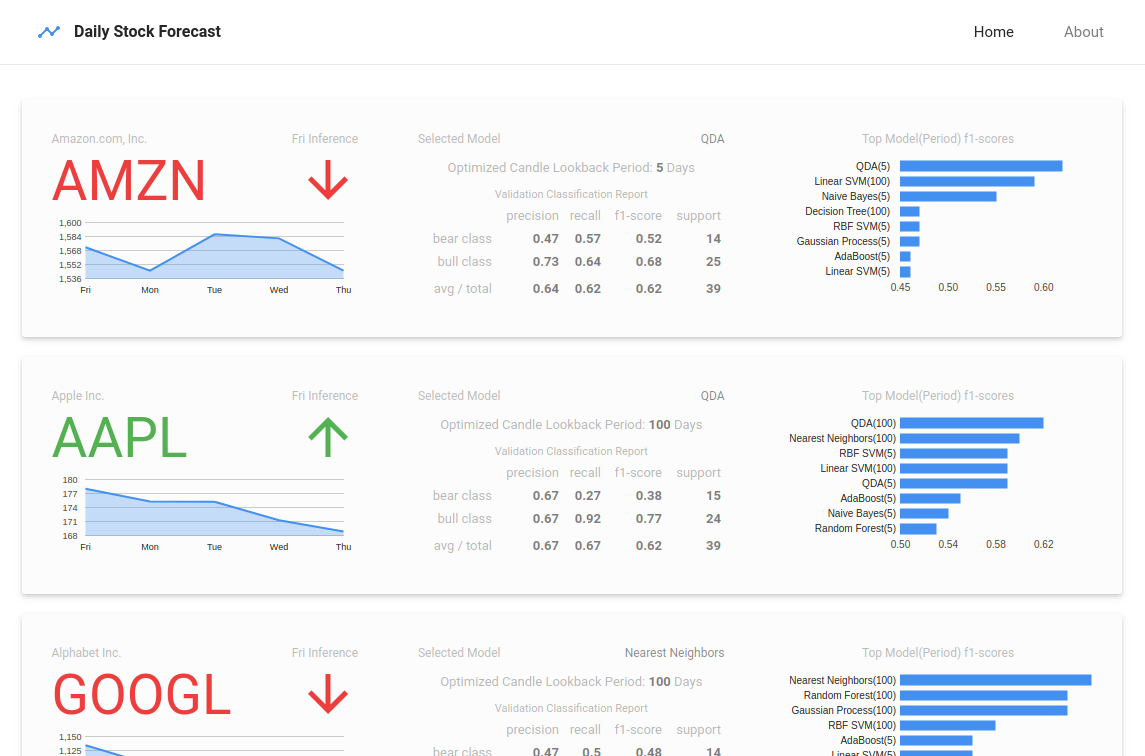 Daily Stock Forecast
Home
About
Amazon.com, Inc.
Fri Inference
AMZN
1,600
1,584
1,568
1,552
1,536
Fri Mon Tue Wed Thu
Selected Model
QDA
Optimized Candle Lookback Period: 5 Days
Validation Classification Report
precision recall f1-score support
bear class 0.47 0.57 0.52 14
bull class 0.73 0.64 0.68 25
avg / total 0.64 0.62 0.62 39
Top Model(Period) f1-scores
QDA(5)
Linear SVM(100)
Naive Bayes(5)
Decision Tree(100)
RBF SVM(5)
Gaussian Process(5)
AdaBoost(5)
Linear SVM(5)
0.45 0.50 0.55 0.60
Apple Inc.
Fri Inference
AAPL
180
177
174
171
168
Fri Mon Tue Wed Thu
Selected Model
QDA
Optimized Candle Lookback Period: 100 Days
Validation Classification Report
precision recall f1-score support
bear class 0.67 0.27 0.38 15
bull class 0.67 0.92 0.77 24
avg / total 0.67 0.67 0.62 39
Top Model(Period) f1-scores
QDA(100)
Nearest Neighbors(100)
RBF SVM(5)
Linear SVM(100)
QDA(5)
AdaBoost(5)
Naive Bayes(5)
Random Forest(5)
0.50 0.54 0.58 0.62
Alphabet Inc.
Fri Inference
GOOGL
1,150
1,125
Selected Model
Nearest Neighbors
Optimized Candle Lookback Period: 100 Days
Validation Classification Report
precision recall f1-score support
bear class 0.47 0.5 0.48 14
Top Model(Period) f1-scores
Nearest Neighbors(100)
Random Forest(100)
Gaussian Process(100)
RBF SVM(100)
AdaBoost(5)
Linear SVM(5)